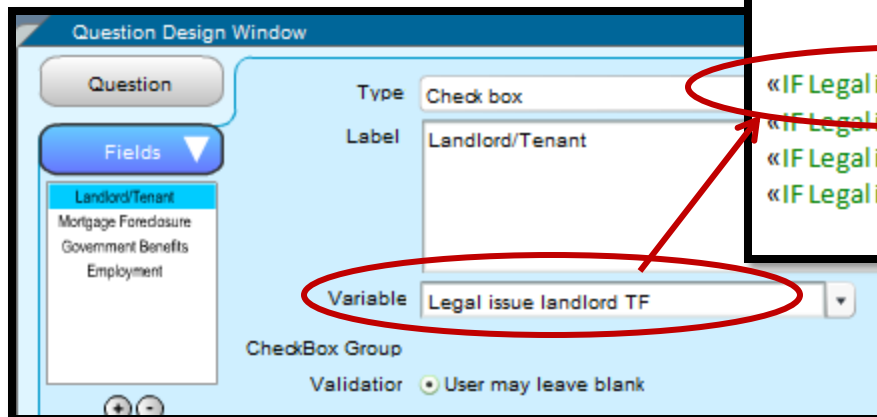 Question Design Window
Question
Fields
Landlord/Tenant
Mortgage Foreclosure
Government Benefits
Employment
Type Check box
Label Landlord/Tenant
Variable Legal issue landlord TF
CheckBox Group
Validation User may leave blank
«IF Legal i
«IF Legal i
«IF Legal i
«IF Legal i